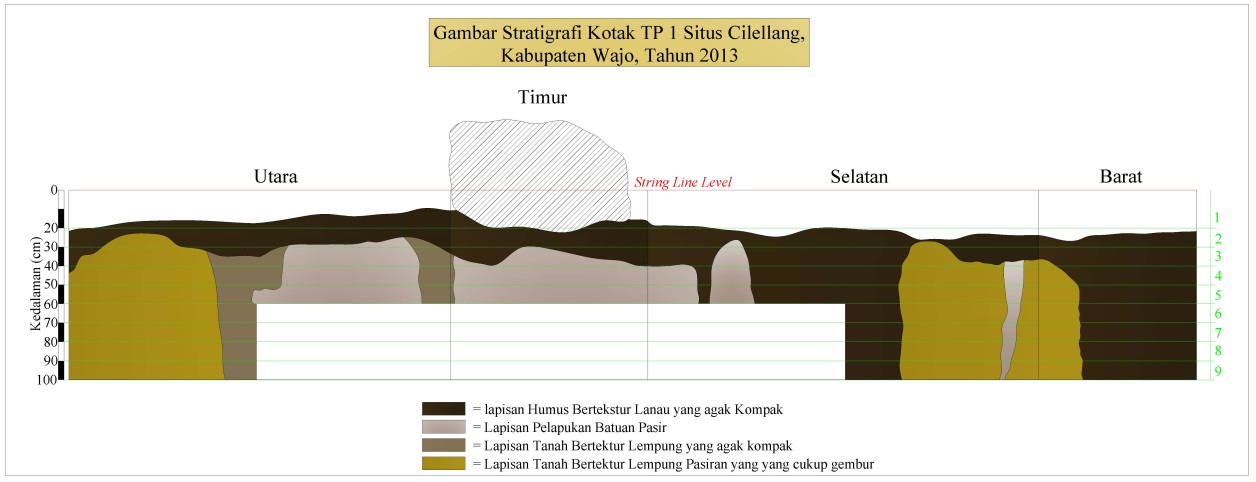 Gambar Stratigrafi Kotak TP 1 Situs Cilellang,
Kabupaten Wajo, Tahun 2013
Timur
Utara
String Line Level
Selatan
Barat
Kedalaman (cm)
0
20
30
40
50
60
70
80
90
100
1
2
3
4
5
6
7
8
9
= lapisan Humus Bertekstur Lanau yang agak Kompak
= Lapisan Pelapukan Batuan Pasir
= Lapisan Tanah Bertektur Lempung yang agak kompak
= Lapisan Tanah Bertektur Lempung Pasiran yang yang cukup gembur